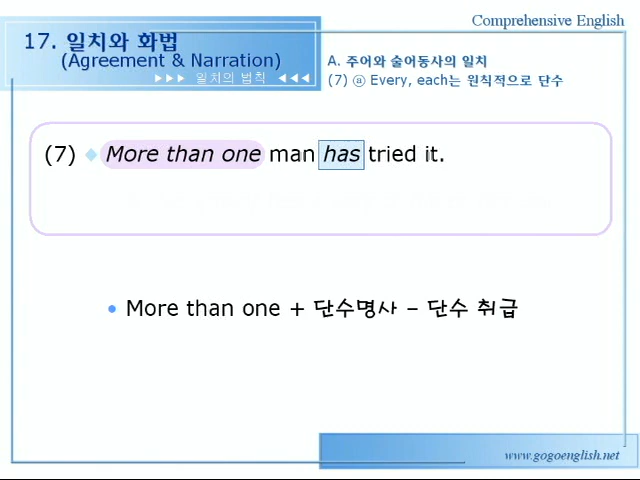 Comprehensive English
17. 일치와 화법
(Agreement & Narration)
▶▶▶ 일치의 법칙 ◀◀◀
A. 주어와 술어동사의 일치
(7) ⓐ Every, each는 원칙적으로 단수
(7) ◆ More than one man has tried it.
• More than one + 단수명사 – 단수 취급
www.gogoenglish.net